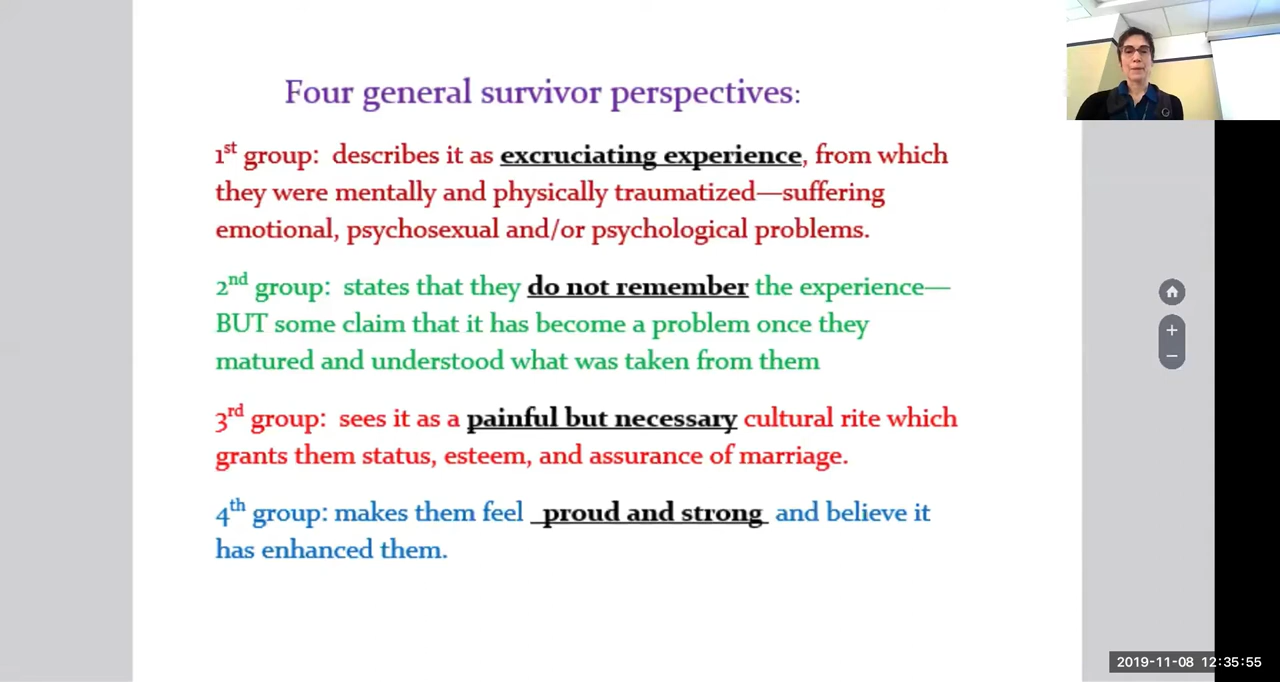 Four general survivor perspectives:
1st group:  describes it as excruciating experience, from which
they were mentally and physically traumatized—suffering
emotional, psychosexual and/or psychological problems.
2nd group:  states that they do not remember the experience—
BUT some claim that it has become a problem once they
matured and understood what was taken from them
3rd group:  sees it as a painful but necessary cultural rite which
grants them status, esteem, and assurance of marriage.
4th group: makes them feel _proud and strong_ and believe it
has enhanced them.
2019-11-08 12:35:55